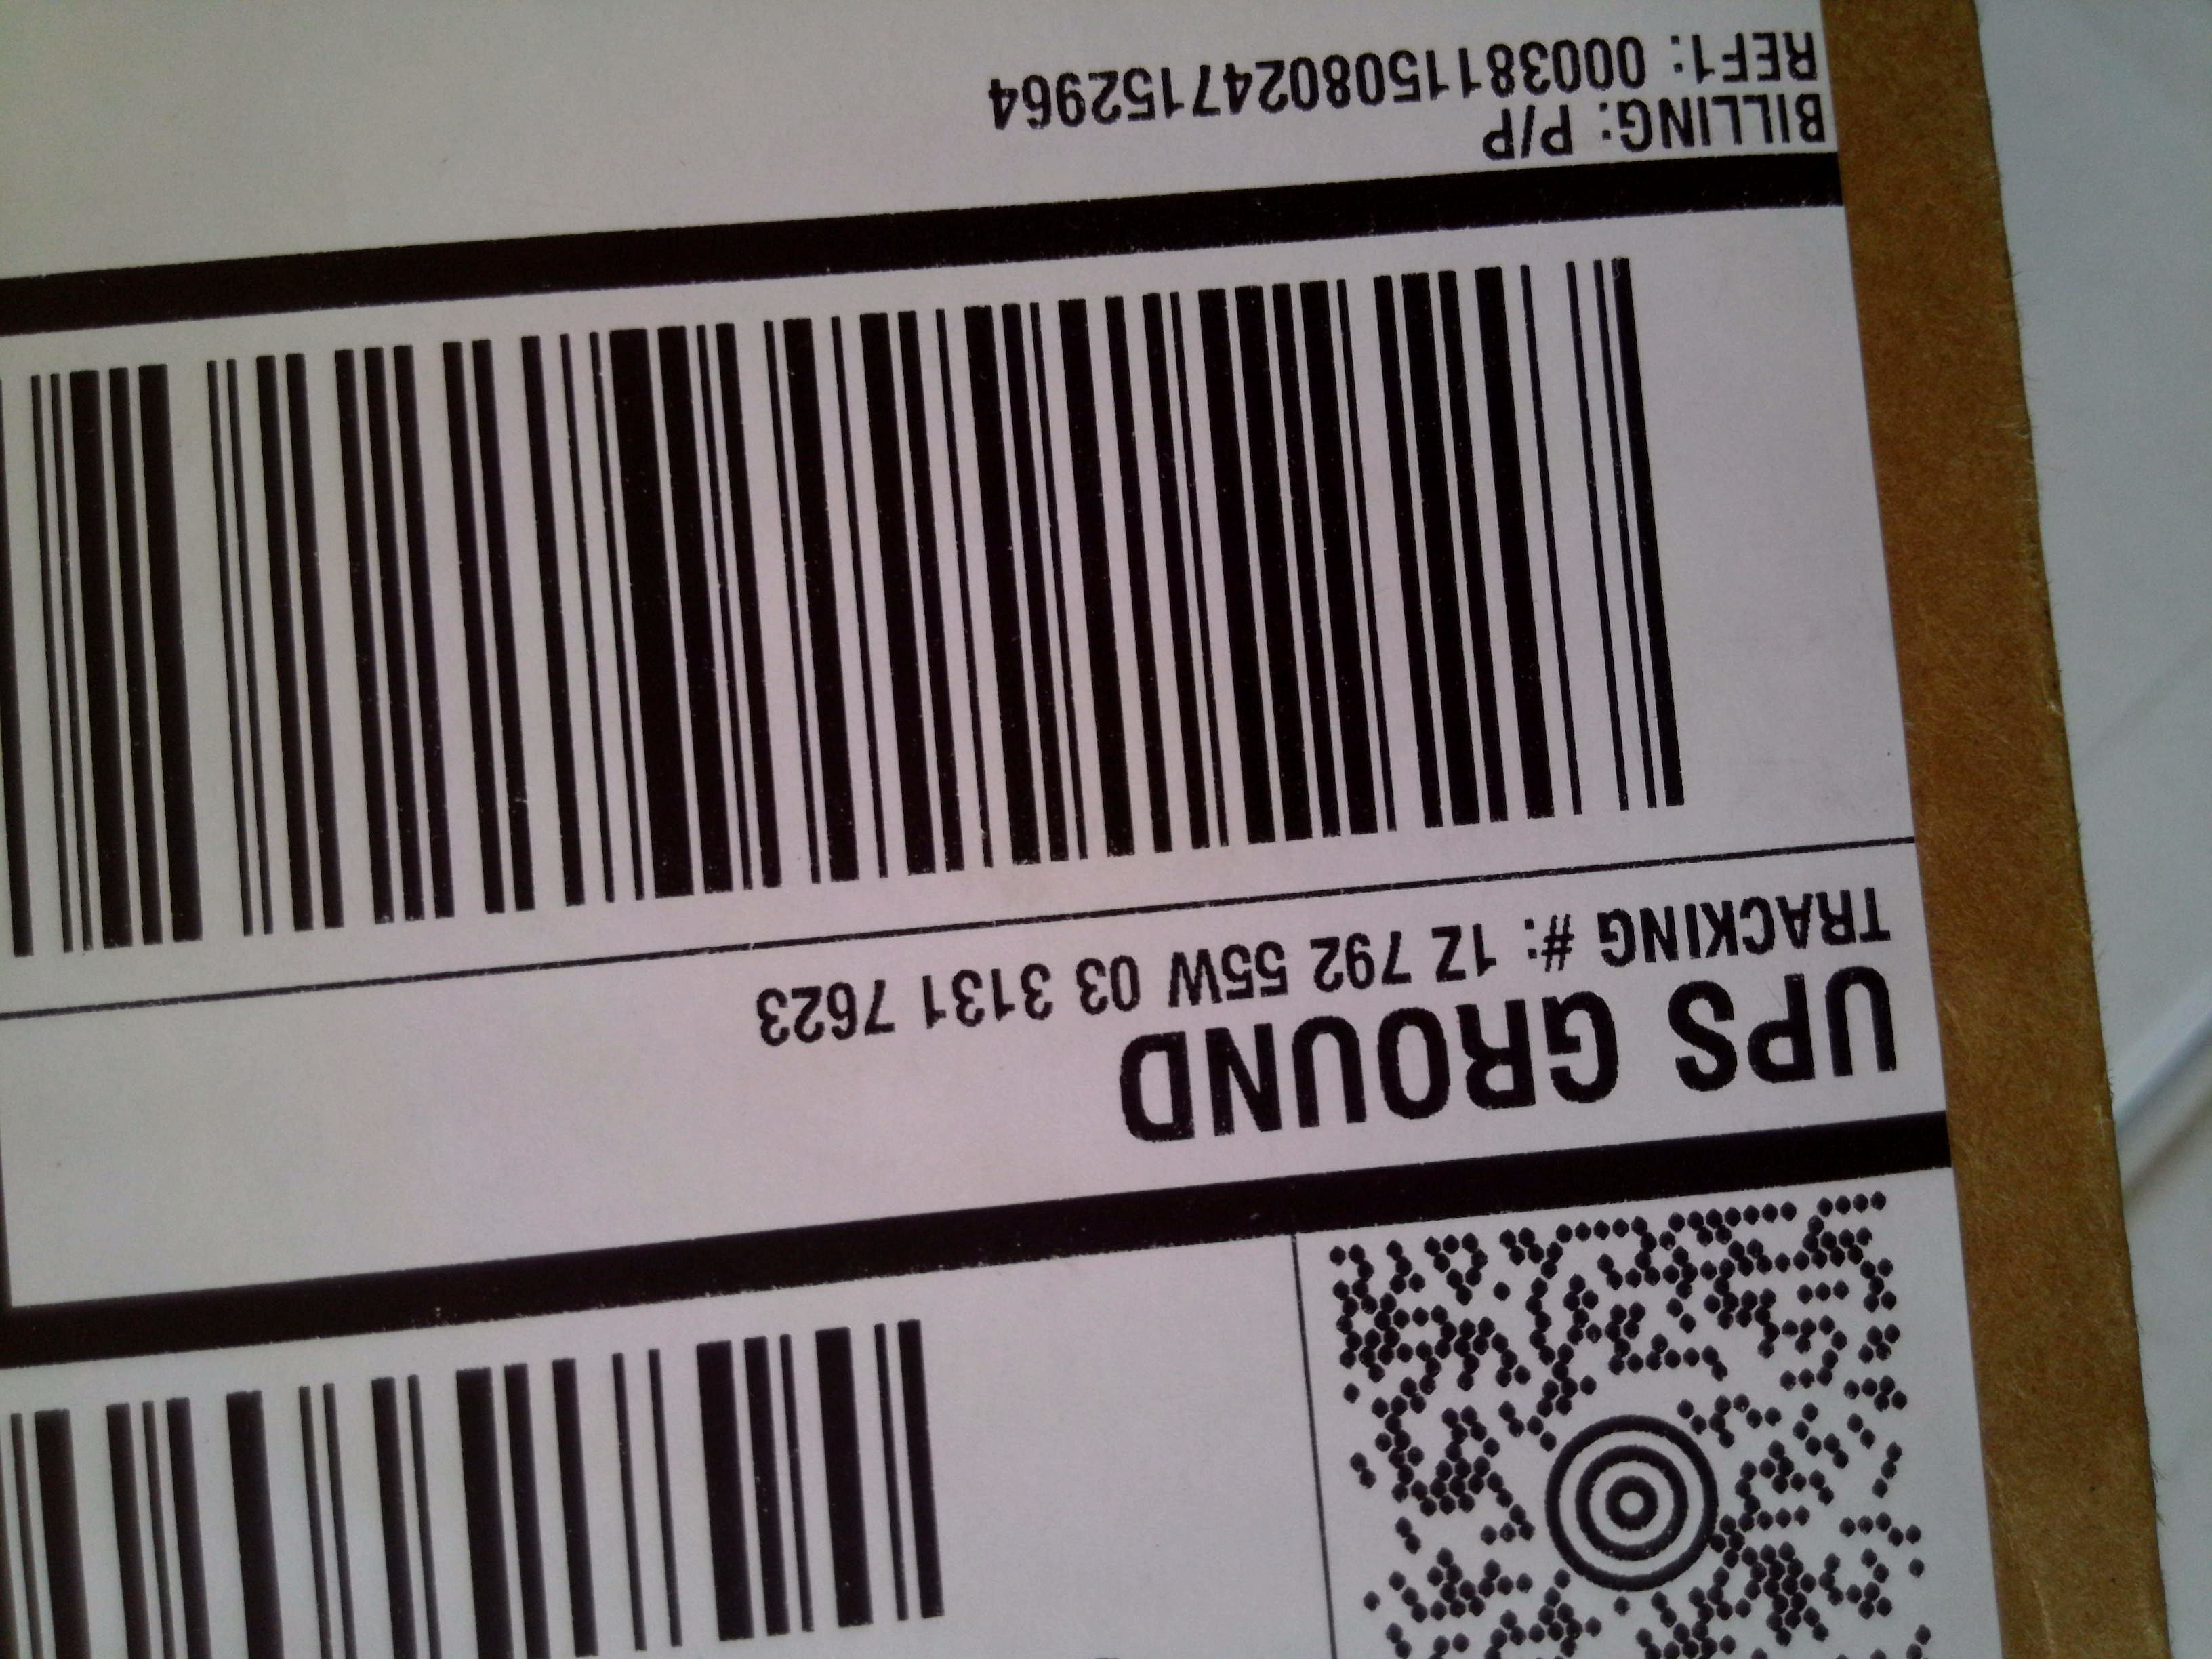 UPS GROUND
TRACKING #: 1Z 792 55W 03 3131 7623
BILLING: P/P
REF1: 00038115080247152964